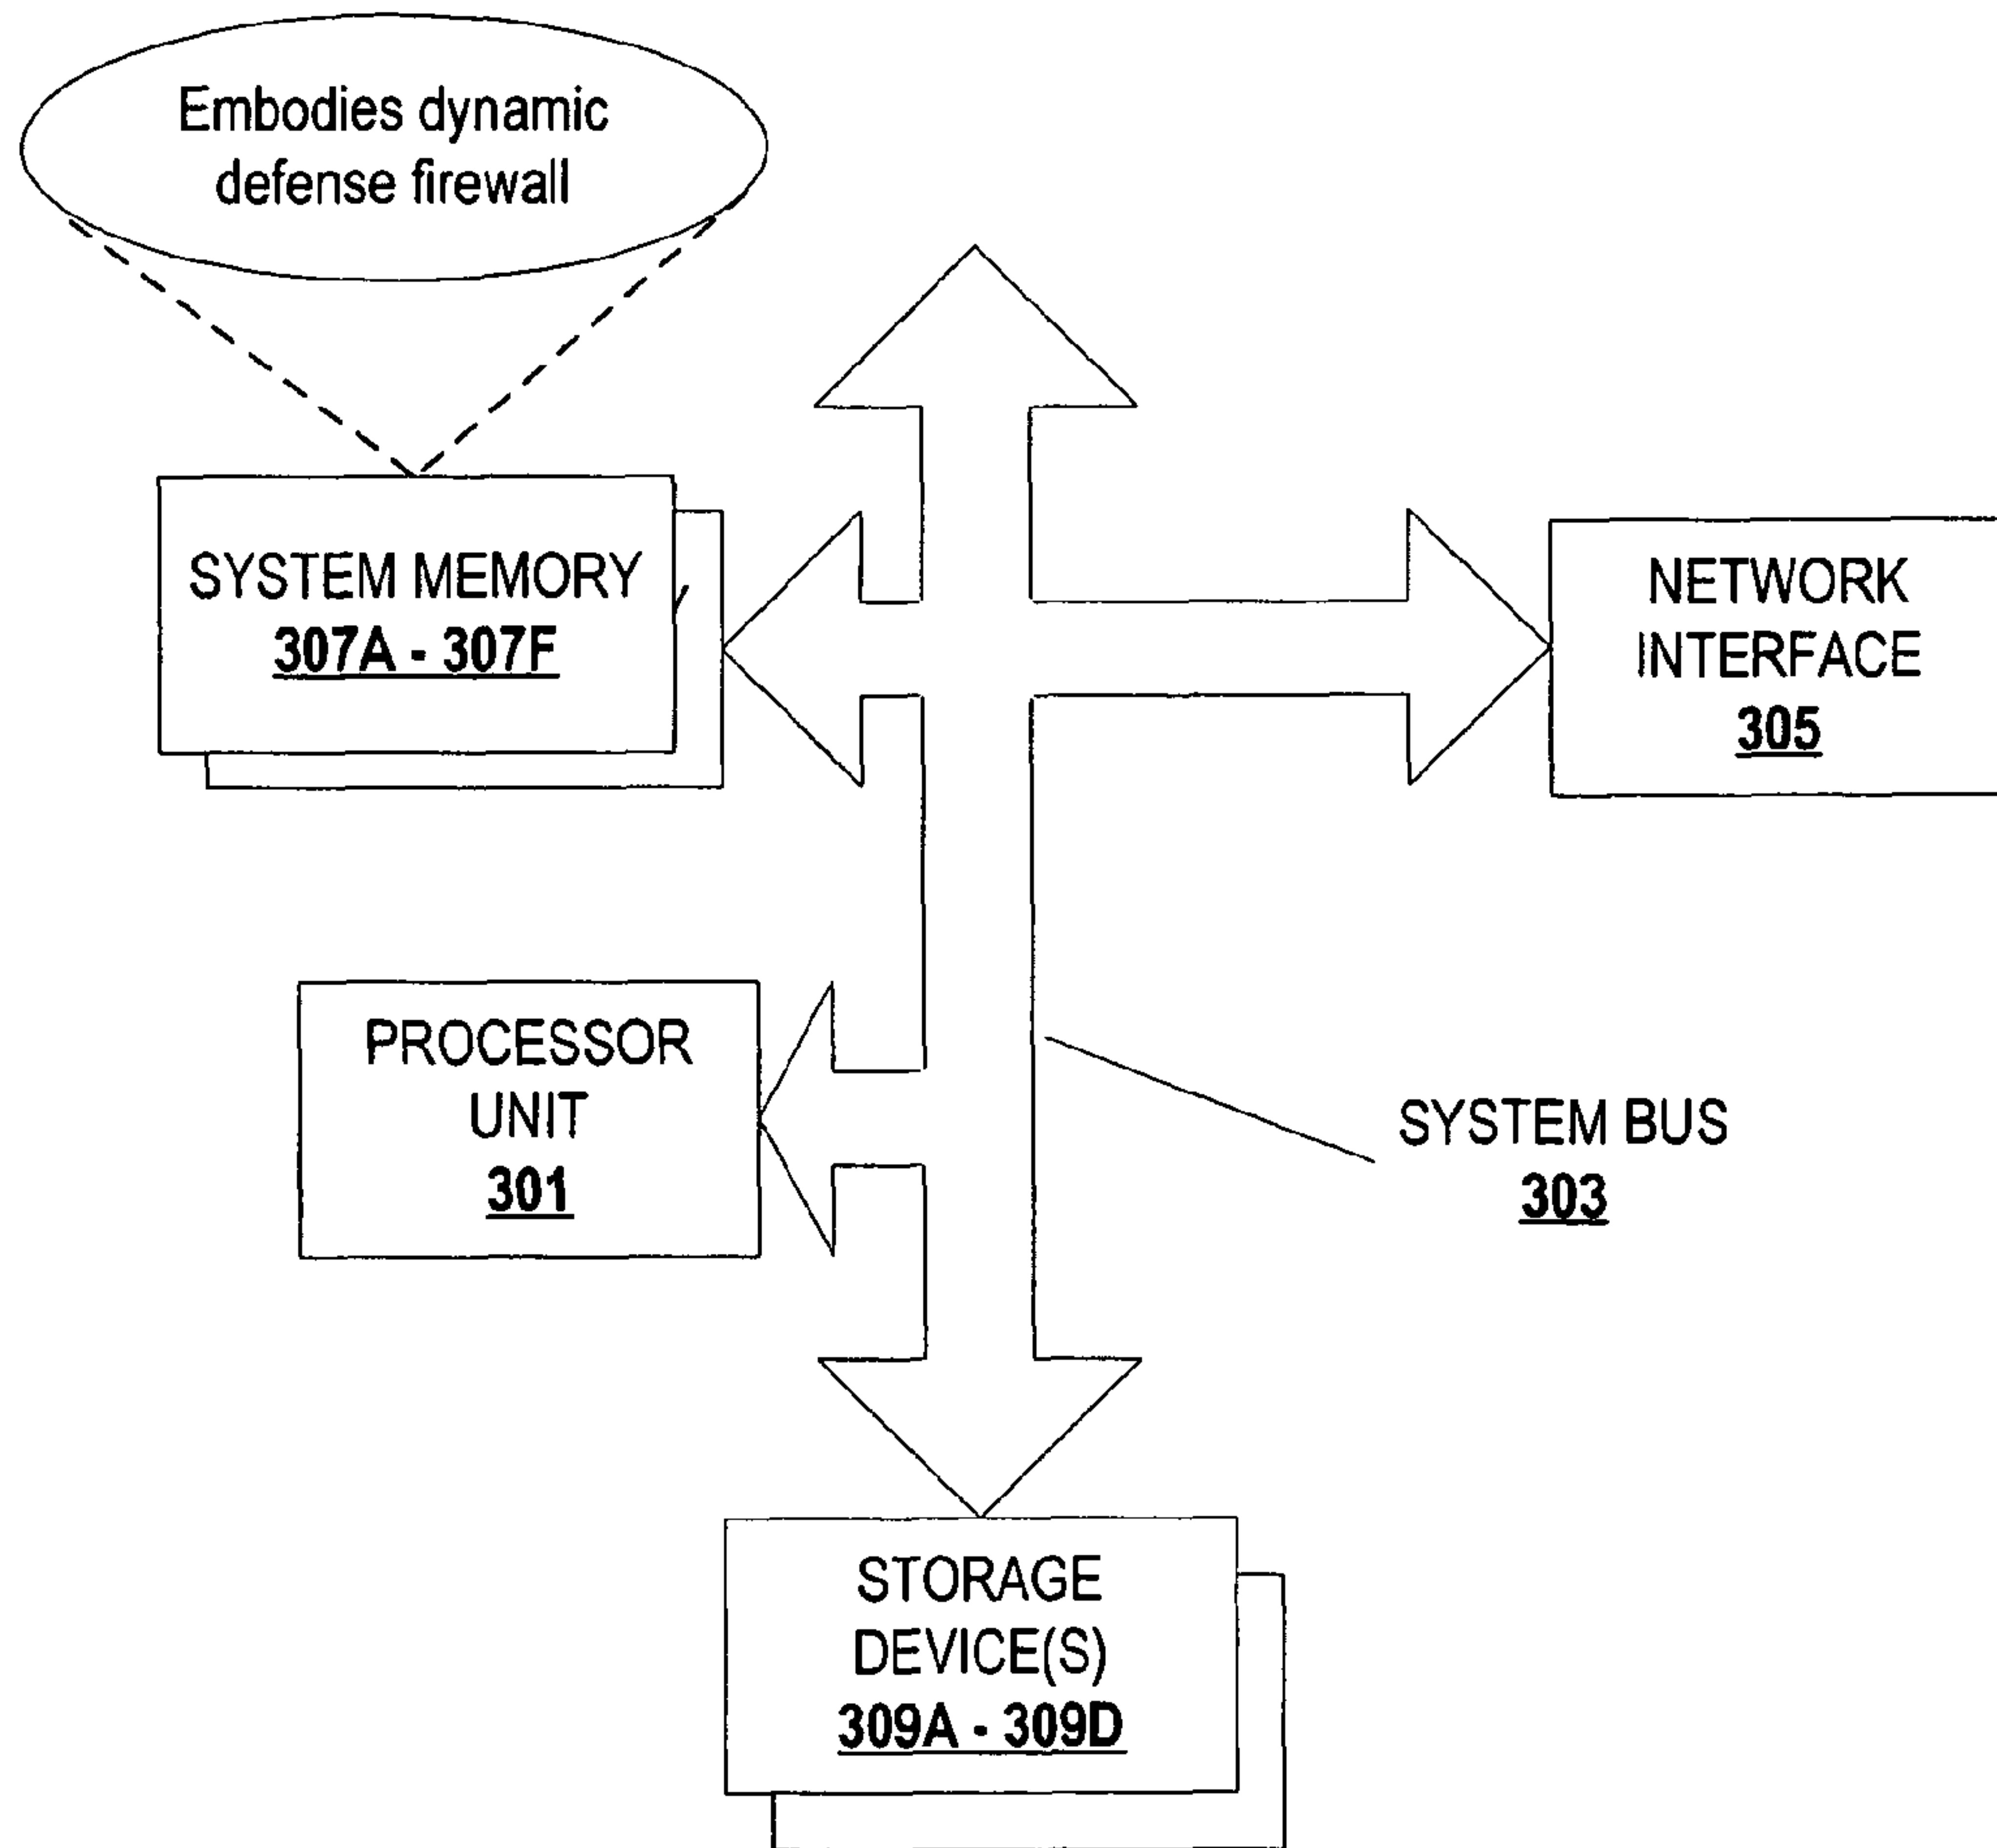 Embodies dynamic
defense firewall
SYSTEM MEMORY
307A - 307F
NETWORK
INTERFACE
305
PROCESSOR
UNIT
301
SYSTEM BUS
303
STORAGE
DEVICE(S)
309A - 309D